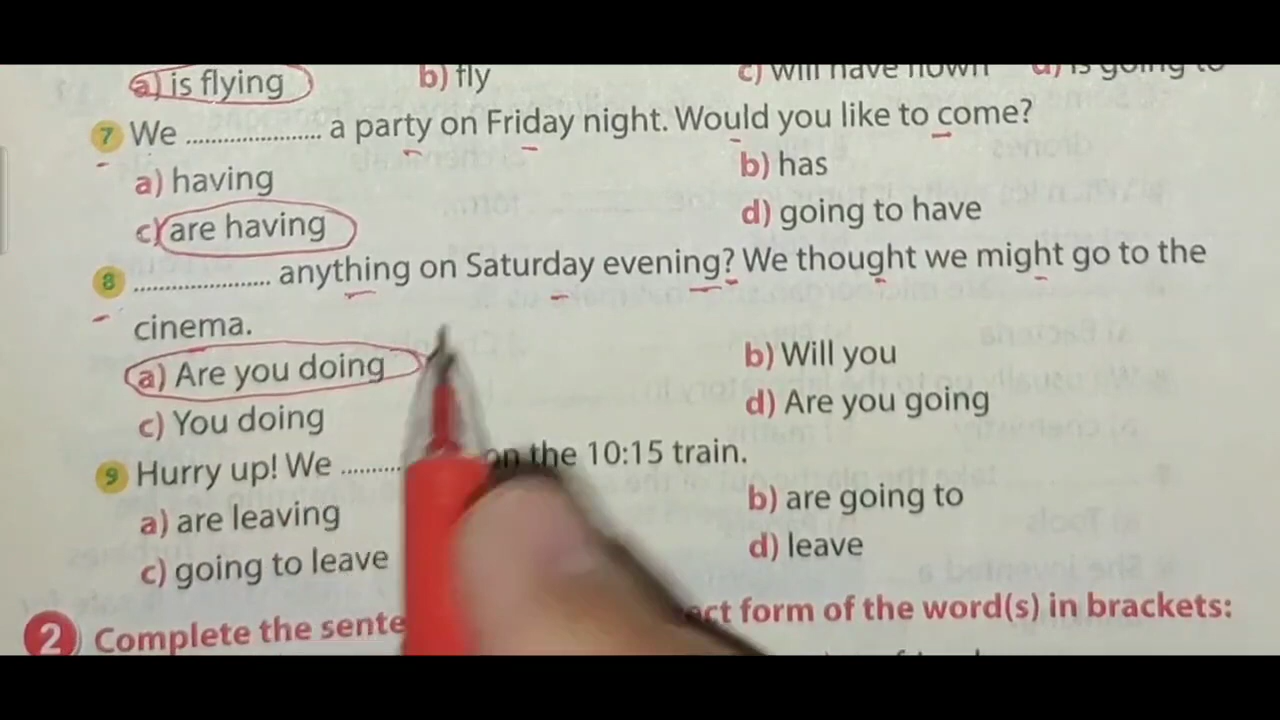 a) is flying b) fly c) will have flown d) is going to
7 We ...................... a party on Friday night. Would you like to come?
a) having b) has
c) are having d) going to have
8 ...................... anything on Saturday evening? We thought we might go to the
cinema.
a) Are you doing b) Will you
c) You doing d) Are you going
9 Hurry up! We .......... on the 10:15 train.
a) are leaving b) are going to
c) going to leave d) leave
2 Complete the form of the word(s) in brackets: